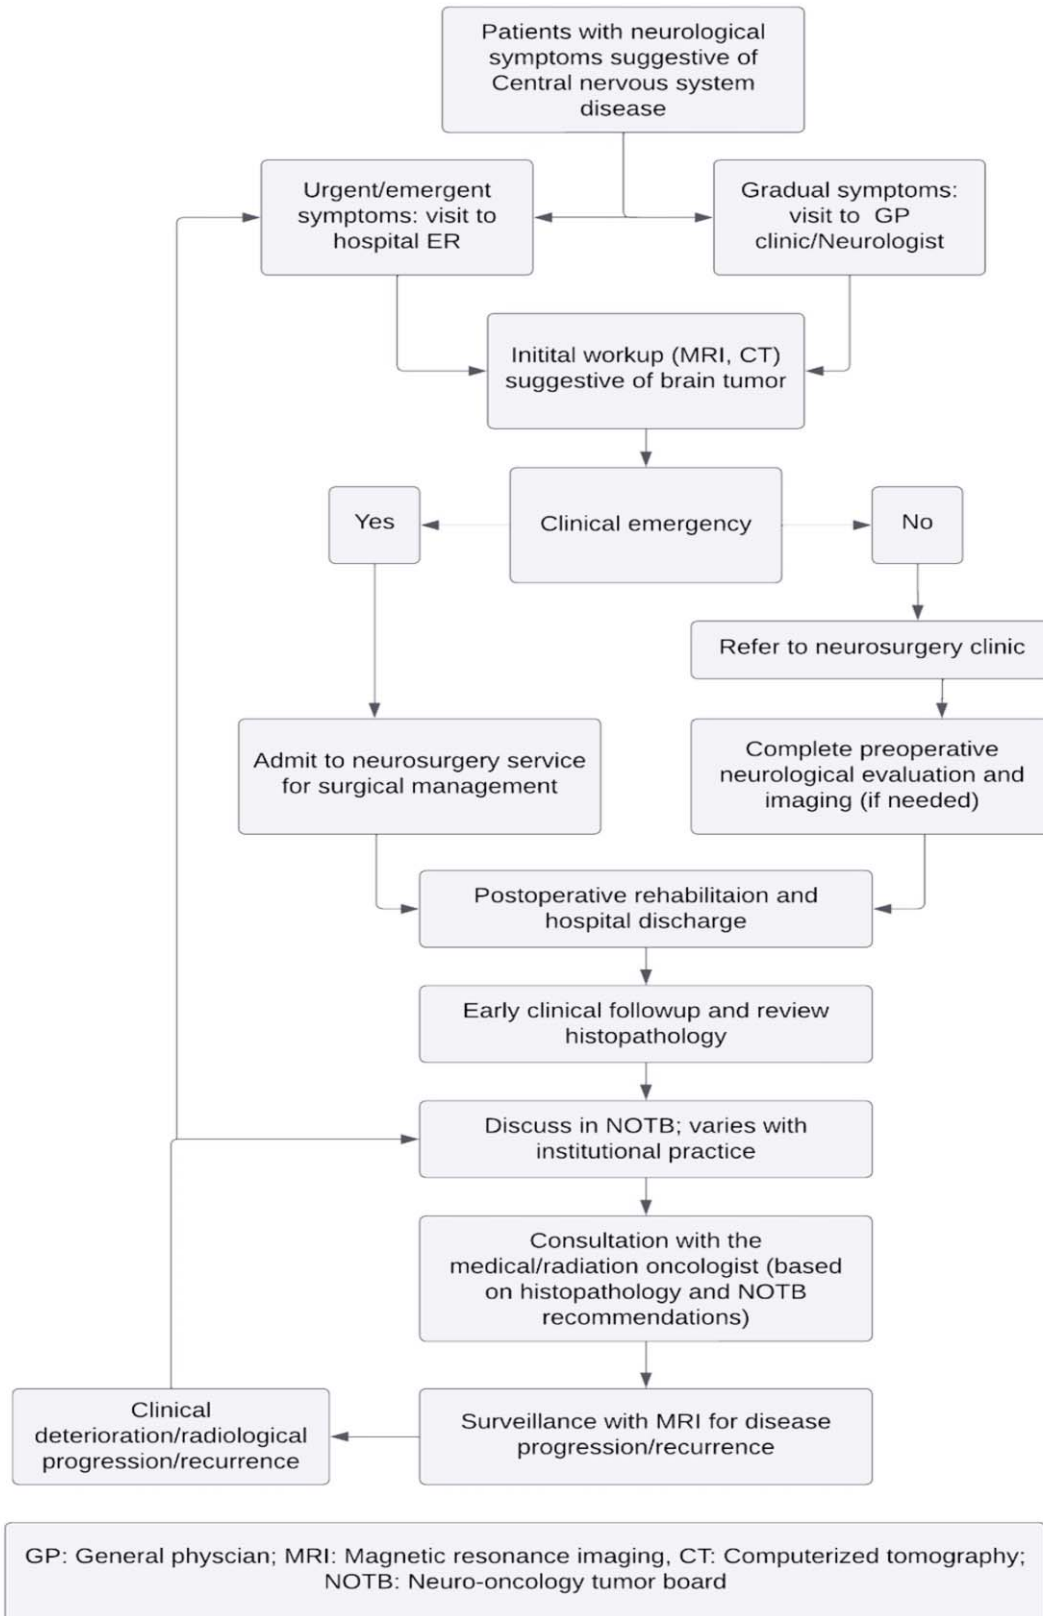 Patients with neurological
symptoms suggestive of
Central nervous system
disease
Urgent/emergent
symptoms: visit to
hospital ER
Gradual symptoms:
visit to GP
clinic/Neurologist
Initital workup (MRI, CT)
suggestive of brain tumor
Yes
Clinical emergency
No
Refer to neurosurgery clinic
Admit to neurosurgery service
for surgical management
Complete preoperative
neurological evaluation and
imaging (if needed)
Postoperative rehabilitaion and
hospital discharge
Early clinical followup and review
histopathology
Discuss in NOTB; varies with
institutional practice
Consultation with the
medical/radiation oncologist (based
on histopathology and NOTB
recommendations)
Clinical
deterioration/radiological
progression/recurrence
Surveillance with MRI for disease
progression/recurrence
GP: General physcian; MRI: Magnetic resonance imaging, CT: Computerized tomography;
NOTB: Neuro-oncology tumor board